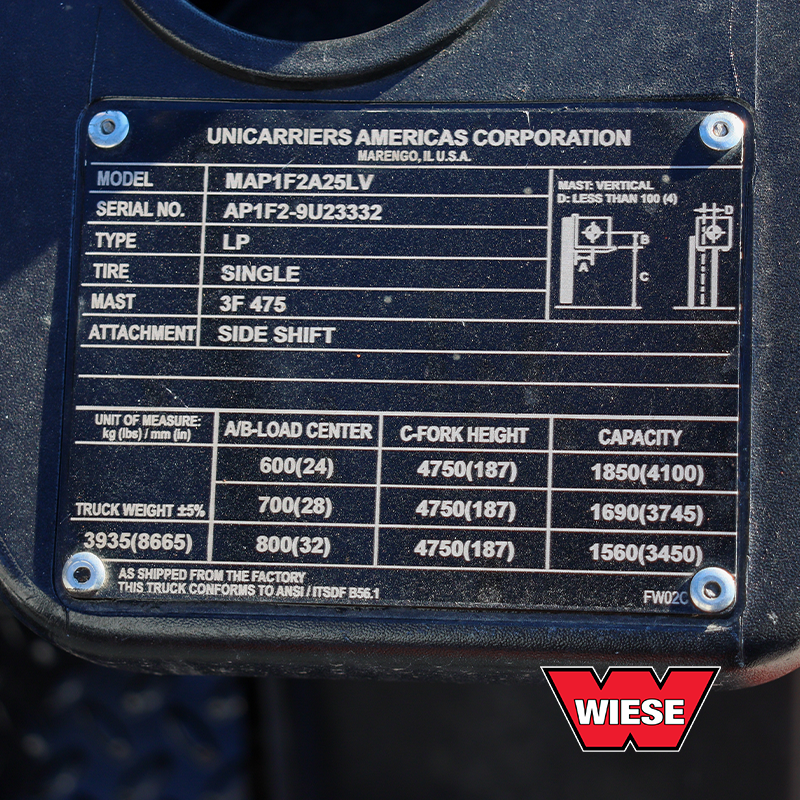 UNICARRIERS AMERICAS CORPORATION
MARENGO, IL U.S.A.
MODEL MAP1F2A25LV
SERIAL NO. AP1F2-9U23332
TYPE LP
TIRE SINGLE
MAST 3F 475
ATTACHMENT SIDE SHIFT
MAST: VERTICAL
D: LESS THAN 100 (4)
D
B
A
C
UNIT OF MEASURE:
kg (lbs) / mm (in)
A/B-LOAD CENTER C-FORK HEIGHT CAPACITY
600(24) 4750(187) 1850(4100)
TRUCK WEIGHT ±5% 700(28) 4750(187) 1690(3745)
3935(8665) 800(32) 4750(187) 1560(3450)
AS SHIPPED FROM THE FACTORY
THIS TRUCK CONFORMS TO ANSI / ITSDF B56.1
WIESE